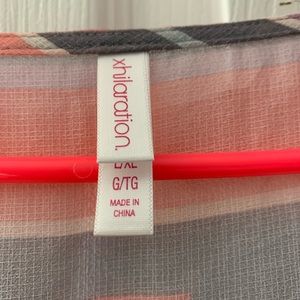 xhilaration.
L/XL
G/TG
MADE IN
CHINA